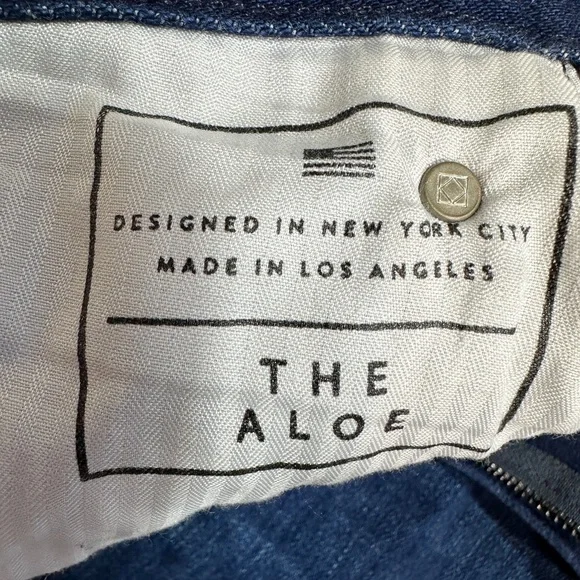 DESIGNED IN NEW YORK CITY
MADE IN LOS ANGELES
THE
ALOE